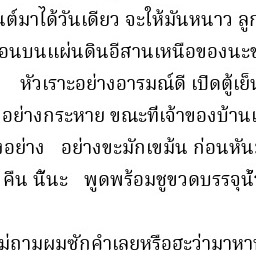 นต์มาได้วันเดียว จะให้มันหนาว
อนบนแผ่นดินอีสานเหนือของนะข
หัวเราะอย่างอารมณ์ดี เปิดตู้เย็น
อย่างกระหาย ขณะที่เจ้าของบ้าน
งอย่าง อย่างขะมักเขม้น ก่อนหัน
คืน นี้นะ พูดพร้อมชูขวดบรรจุน้ำ
ม่ถามผมซักคำเลยหรือฮะว่ามาหา